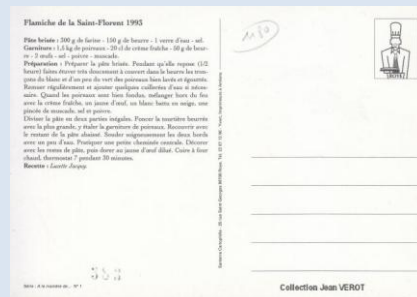 Flamiche de la Saint-Florent 1995
Pâte brisée : 500 g de farine - 150 g de beurre - 1 verre d'eau - sel.
Garniture : 1,5 kg de poireaux - 20 cl de crème fraîche - 50 g de beur-
re - 2 œufs - sel - poivre - muscade.
Préparation : Préparer la pâte brisée. Pendant qu'elle repose (1/2
heure) faites étuver très doucement à couvert dans le beurre les tron-
çons du blanc et d'un peu du vert des poireaux bien lavés et égouttés.
Remuer régulièrement et ajouter quelques cuillerées d'eau si néces-
saire. Quand les poireaux sont bien fondus, mélanger hors du feu
avec la crème fraîche, un jaune d'œuf, un blanc battu en neige, une
pincée de muscade, sel et poivre.
Diviser la pâte en deux parties inégales. Foncer la tourtière beurrée
avec la plus grande, y étaler la garniture de poireaux. Recouvrir avec
le restant de la pâte abaissé. Souder soigneusement les deux bords
avec un peu d'eau. Pratiquer une petite cheminée centrale. Décorer
avec les restes de pâte, puis dorer au jaune d'œuf dilué. Cuire à four
chaud, thermostat 7 pendant 30 minutes.
Recette :
Collection Jean VEROT